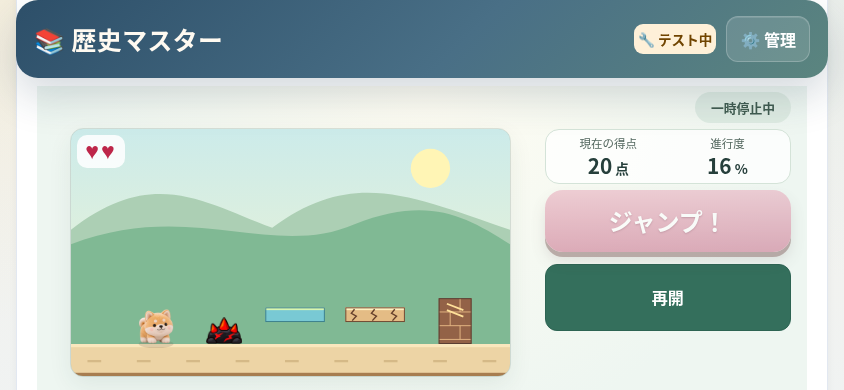 📚 歴史マスター
🔧 テスト中
⚙️ 管理
一時停止中
現在の得点
20 点
進行度
16 %
ジャンプ！
再開